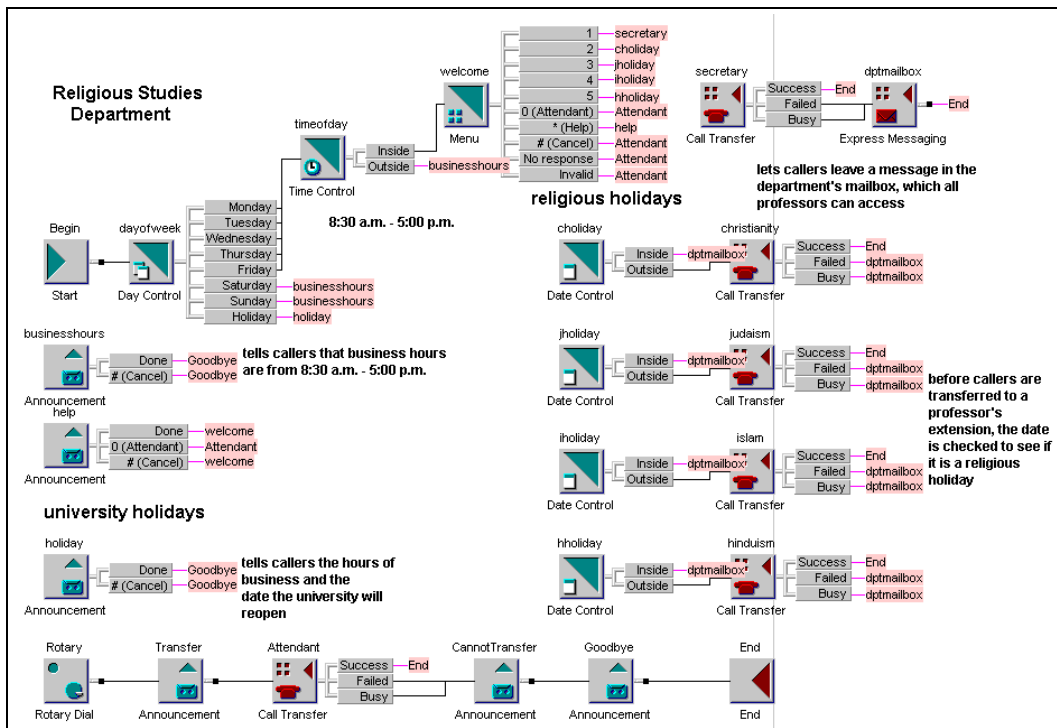 Religious Studies
Department
Begin
Start
dayofweek
Day Control
Monday
Tuesday
Wednesday
Thursday
Friday
Saturday
businesshours
Sunday
businesshours
Holiday
holiday
timeofday
Time Control
Inside
Outside
businesshours
8:30 a.m. - 5:00 p.m.
welcome
Menu
1
secretary
2
choliday
3
jholiday
4
iholiday
5
hholiday
0 (Attendant)
Attendant
* (Help)
help
# (Cancel)
Attendant
No response
Attendant
Invalid
Attendant
secretary
Call Transfer
Success
End
Failed
Busy
dptmailbox
Express Messaging
End
lets callers leave a message in the
department's mailbox, which all
professors can access
businesshours
Announcement
Done
Goodbye
# (Cancel)
Goodbye
tells callers that business hours
are from 8:30 a.m. - 5:00 p.m.
help
Announcement
Done
welcome
0 (Attendant)
Attendant
# (Cancel)
welcome
university holidays
holiday
Announcement
Done
Goodbye
# (Cancel)
Goodbye
tells callers the hours of
business and the
date the university will
reopen
religious holidays
choliday
Date Control
Inside
dptmailbox
Outside
christianity
Call Transfer
Success
End
Failed
dptmailbox
Busy
dptmailbox
jholiday
Date Control
Inside
dptmailbox
Outside
judaism
Call Transfer
Success
End
Failed
dptmailbox
Busy
dptmailbox
iholiday
Date Control
Inside
dptmailbox
Outside
islam
Call Transfer
Success
End
Failed
dptmailbox
Busy
dptmailbox
hholiday
Date Control
Inside
dptmailbox
Outside
hinduism
Call Transfer
Success
End
Failed
dptmailbox
Busy
dptmailbox
before callers are
transferred to a
professor's
extension, the date
is checked to see if
it is a religious
holiday
Rotary
Rotary Dial
Transfer
Announcement
Attendant
Call Transfer
Success
End
Failed
Busy
CannotTransfer
Announcement
Goodbye
Announcement
End
End